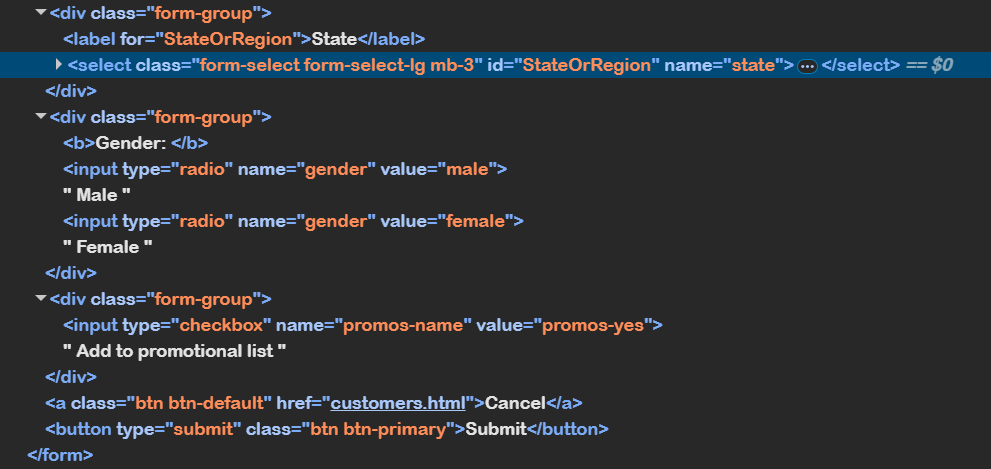 <div class="form-group">
<label for="StateOrRegion">State</label>
<select class="form-select form-select-lg mb-3" id="StateOrRegion" name="state">…</select> == $0
</div>
<div class="form-group">
<b>Gender: </b>
<input type="radio" name="gender" value="male">
" Male "
<input type="radio" name="gender" value="female">
" Female "
</div>
<div class="form-group">
<input type="checkbox" name="promos-name" value="promos-yes">
" Add to promotional list "
</div>
<a class="btn btn-default" href="customers.html">Cancel</a>
<button type="submit" class="btn btn-primary">Submit</button>
</form>